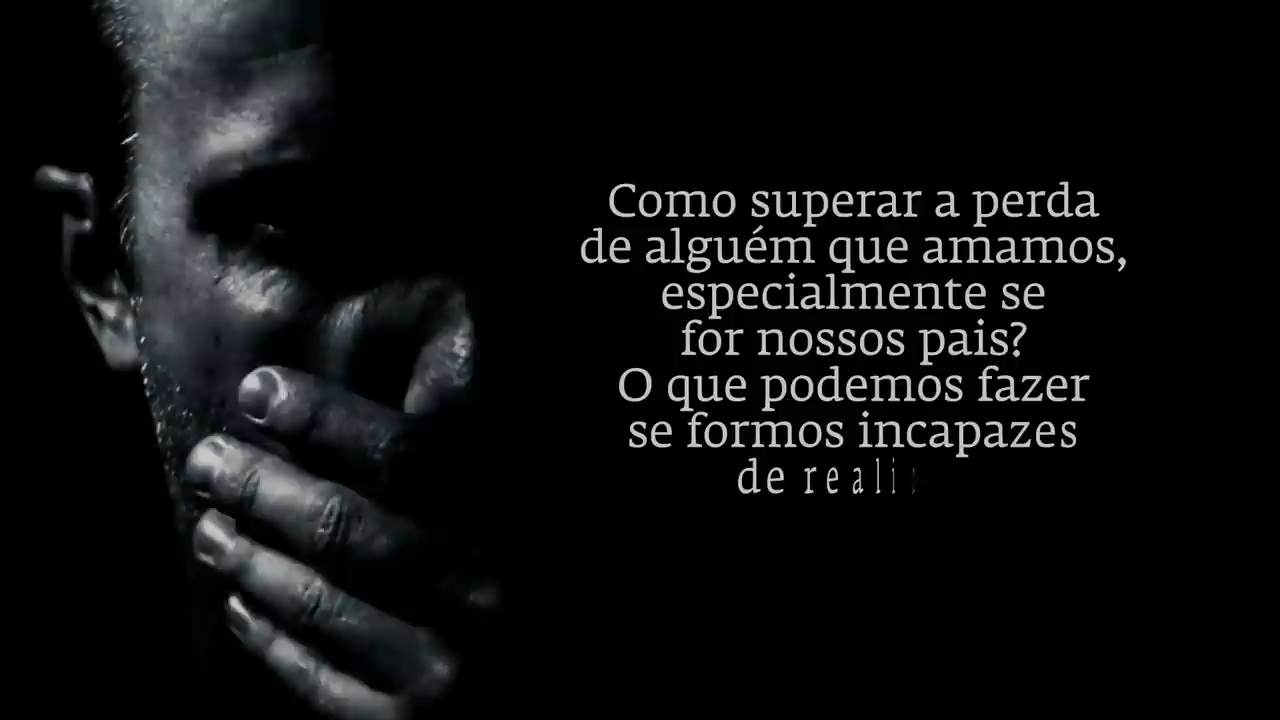 Como superar a perda
de alguém que amamos,
especialmente se
for nossos pais?
O que podemos fazer
se formos incapazes
de reali